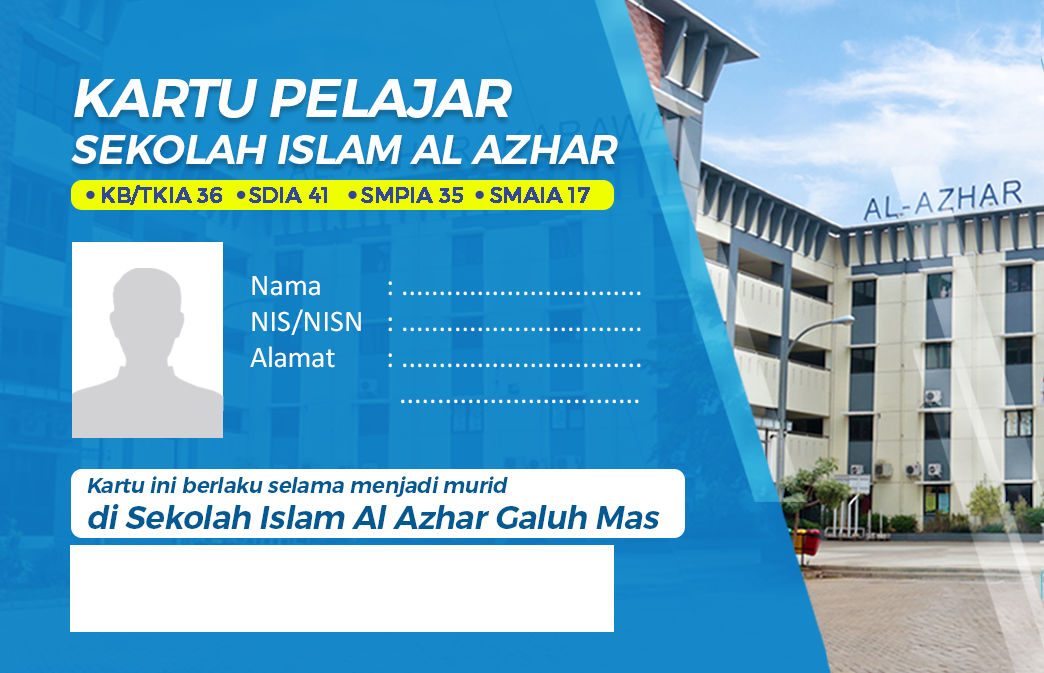 KARTU PELAJAR
SEKOLAH ISLAM AL AZHAR
• KB/TKIA 36 • SDIA 41 • SMPIA 35 • SMAIA 17
AL-AZHAR
Nama : ................................
NIS/NISN : ................................
Alamat : ................................
................................
Kartu ini berlaku selama menjadi murid
di Sekolah Islam Al Azhar Galuh Mas